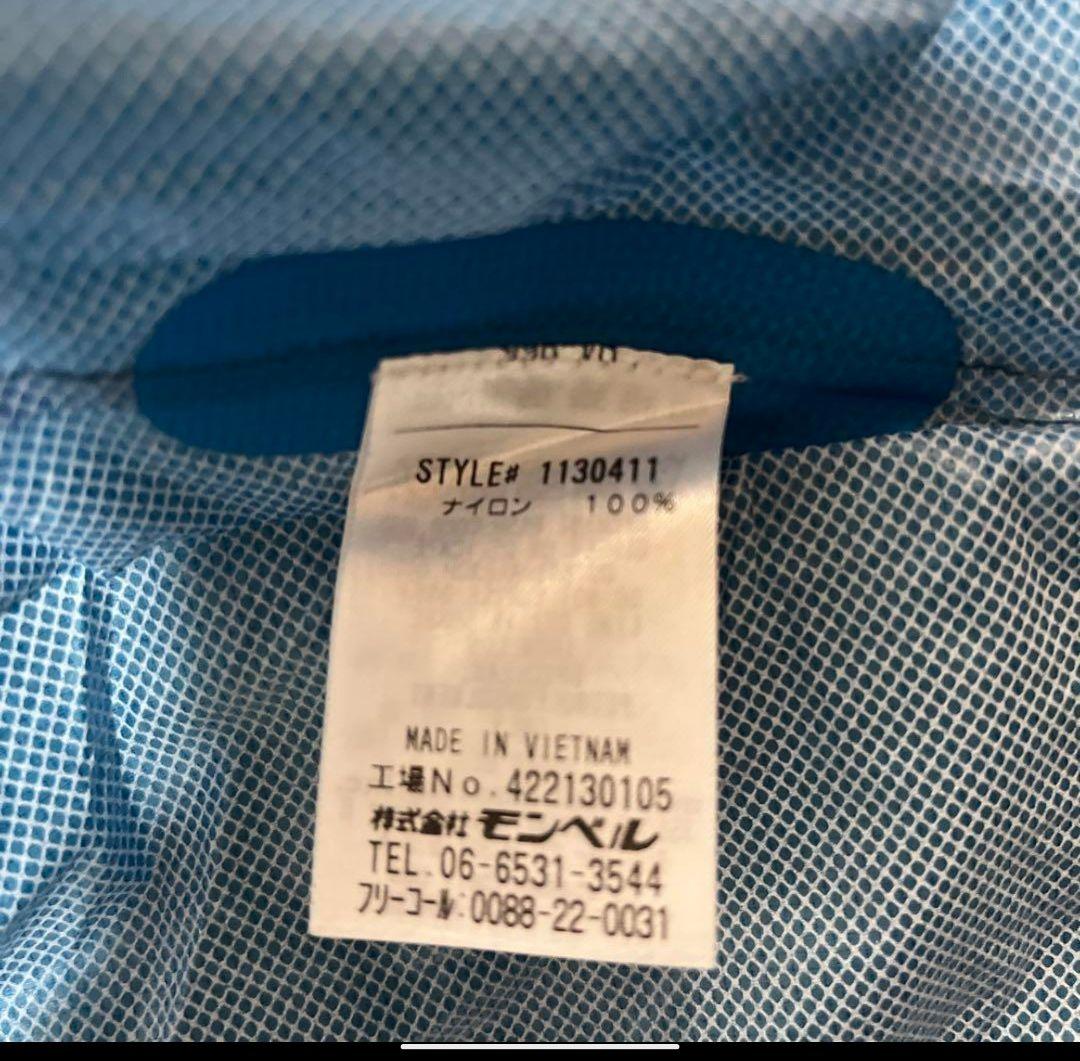 STYLE# 1130411
ナイロン 100%
MADE IN VIETNAM
工場No.422130105
株式会社モンベル
TEL.06-6531-3544
フリーコール:0088-22-0031